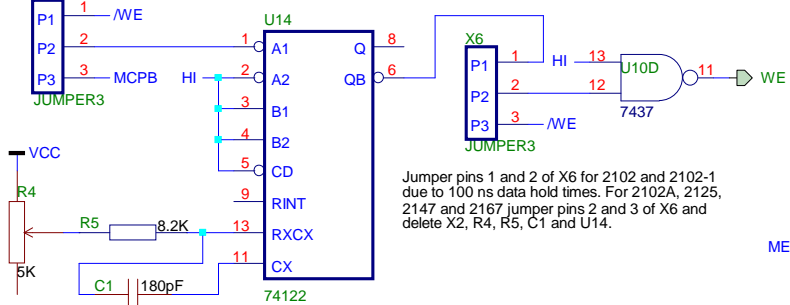 P1 1 /WE
P2 2
P3 3 MCPB
JUMPER3
U14
1 A1
HI 2 A2
3 B1
4 B2
5 CD
9 RINT
13 RXCX
11 CX
Q 8
QB 6
74122
VCC
R4
5K
R5 8.2K
C1 180pF
X6
P1 1
P2 2
P3 3 /WE
JUMPER3
HI 13
12
U10D
11 WE
7437
Jumper pins 1 and 2 of X6 for 2102 and 2102-1
due to 100 ns data hold times. For 2102A, 2125,
2147 and 2167 jumper pins 2 and 3 of X6 and
delete X2, R4, R5, C1 and U14.
ME